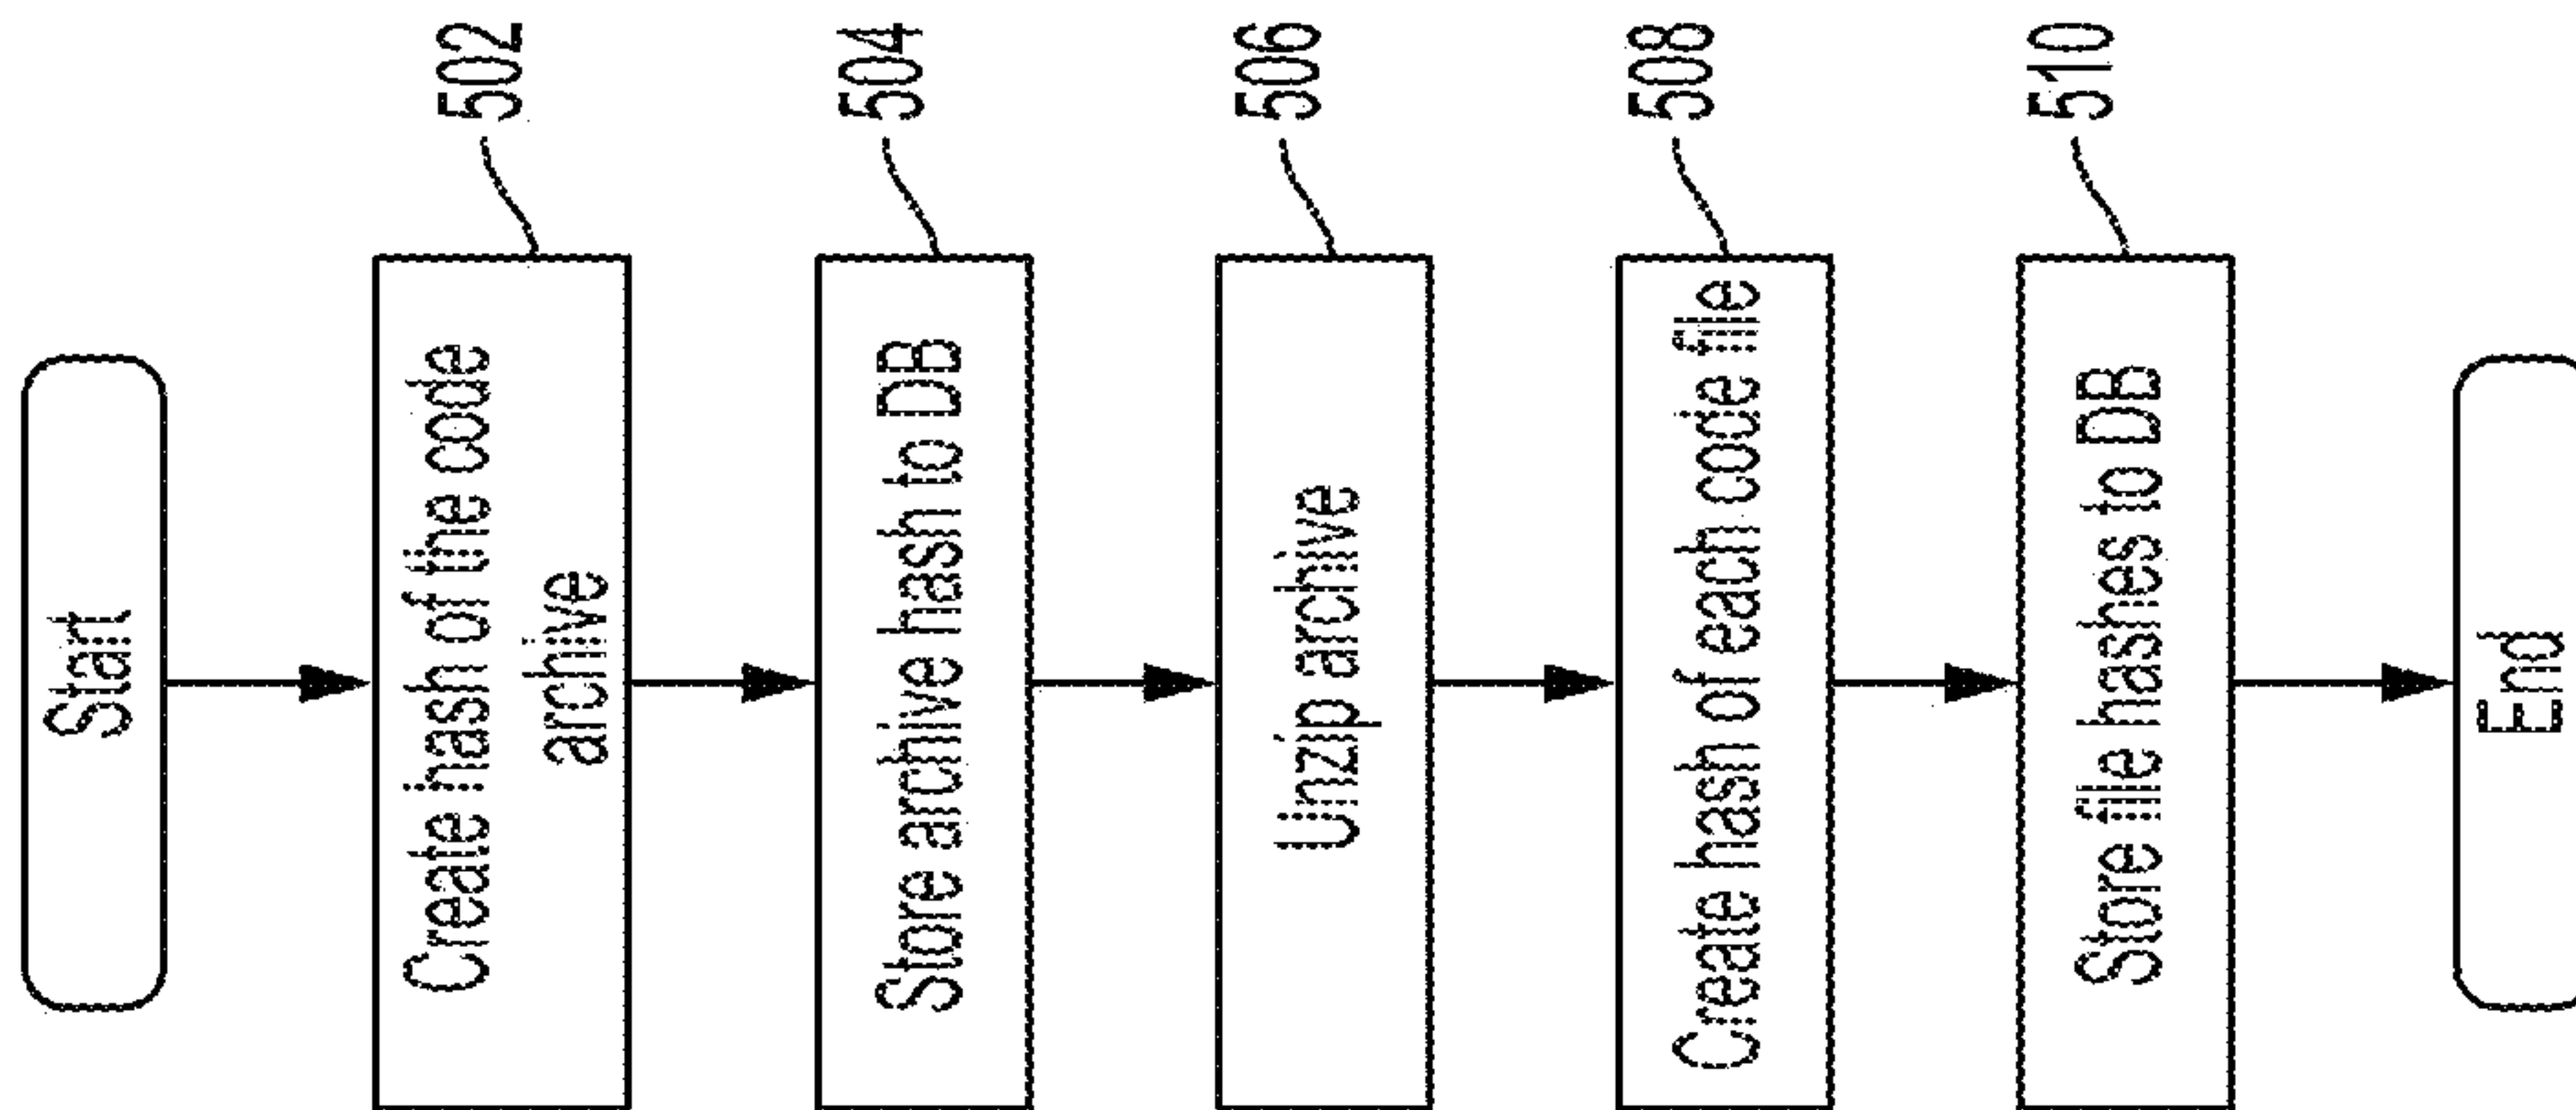 Start
Create hash of the code
archive
502
Store archive hash to DB
504
Unzip archive
506
Create hash of each code file
508
Store file hashes to DB
510
End